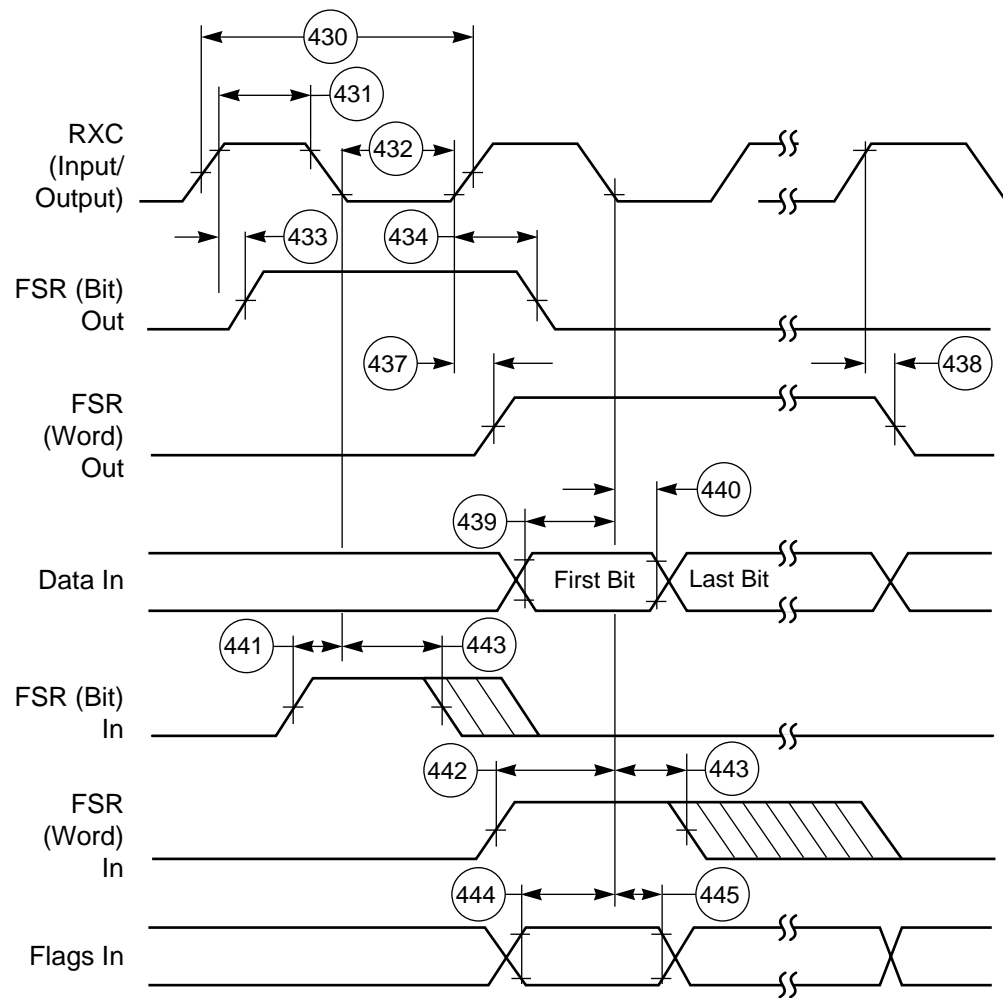 430
431
RXC
(Input/
Output)
432
433
434
FSR (Bit)
Out
437
438
FSR
(Word)
Out
440
439
Data In
First Bit
Last Bit
441
443
FSR (Bit)
In
442
443
FSR
(Word)
In
444
445
Flags In